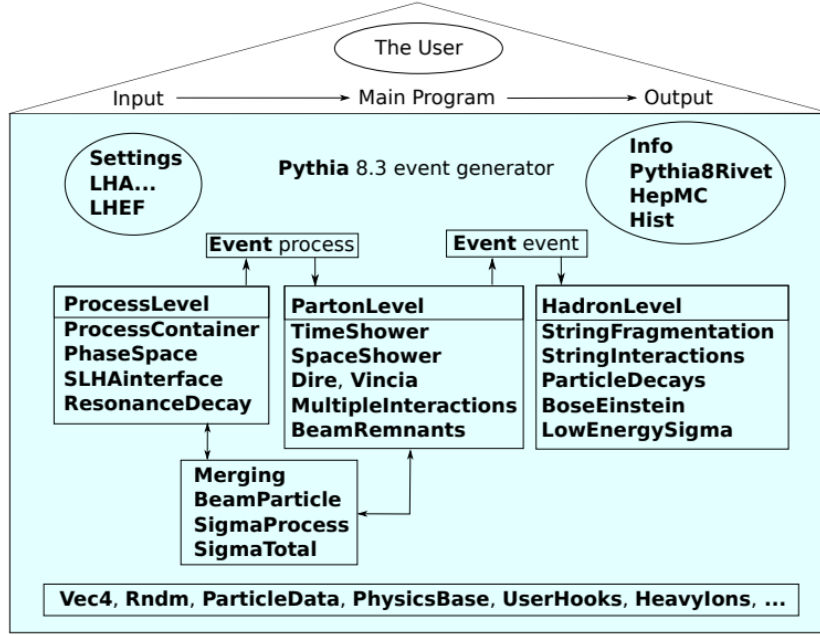 The User
Input
Main Program
Output
Settings
LHA...
LHEF
Pythia 8.3 event generator
Info
Pythia8Rivet
HepMC
Hist
Event process
Event event
ProcessLevel
ProcessContainer
PhaseSpace
SLHAinterface
ResonanceDecay
PartonLevel
TimeShower
SpaceShower
Dire, Vincia
MultipleInteractions
BeamRemnants
HadronLevel
StringFragmentation
StringInteractions
ParticleDecays
BoseEinstein
LowEnergySigma
Merging
BeamParticle
SigmaProcess
SigmaTotal
Vec4, Rndm, ParticleData, PhysicsBase, UserHooks, HeavyIons, ...